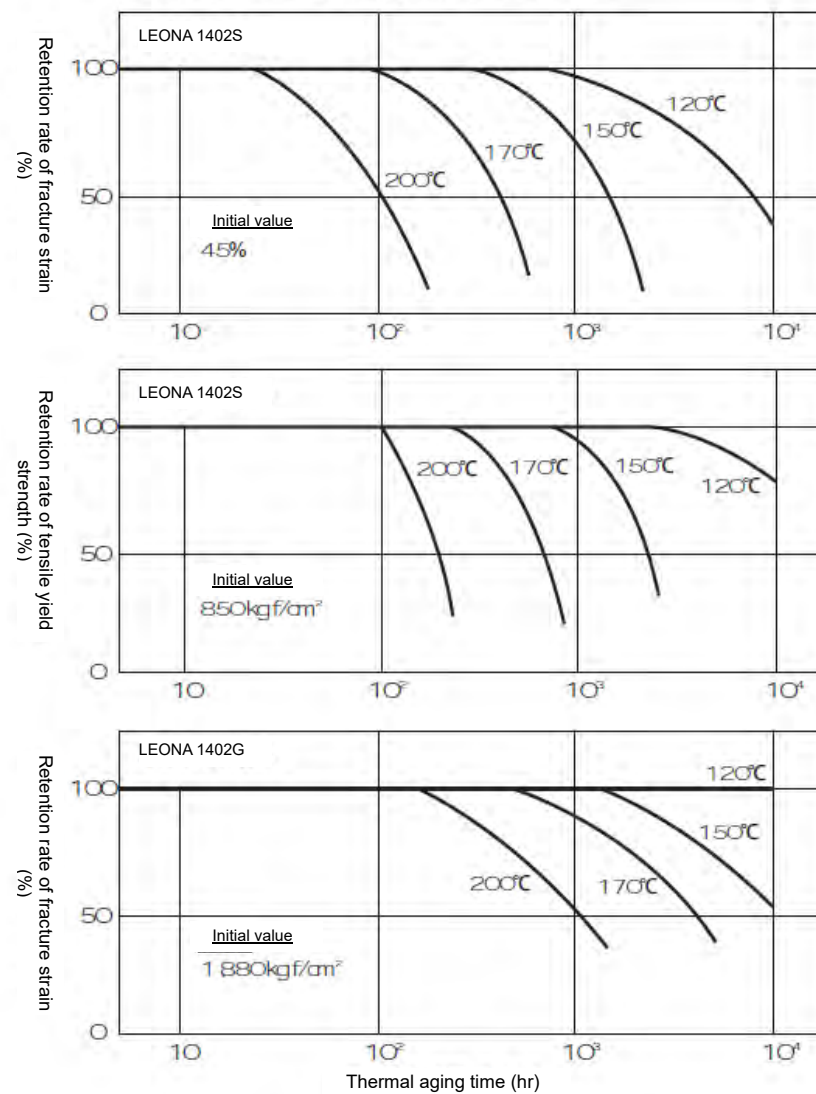 LEONA 1402S
Retention rate of fracture strain
(%)
100
50
0
120℃
150℃
170℃
200℃
Initial value
45%
10 10² 10³ 10⁴
LEONA 1402S
Retention rate of tensile yield
strength (%)
100
50
0
200℃ 170℃ 150℃ 120℃
Initial value
850kgf/cm²
10 10² 10³ 10⁴
LEONA 1402G
Retention rate of fracture strain
(%)
100
50
0
120℃
150℃
200℃ 170℃
Initial value
1880kgf/cm²
10 10² 10³ 10⁴
Thermal aging time (hr)